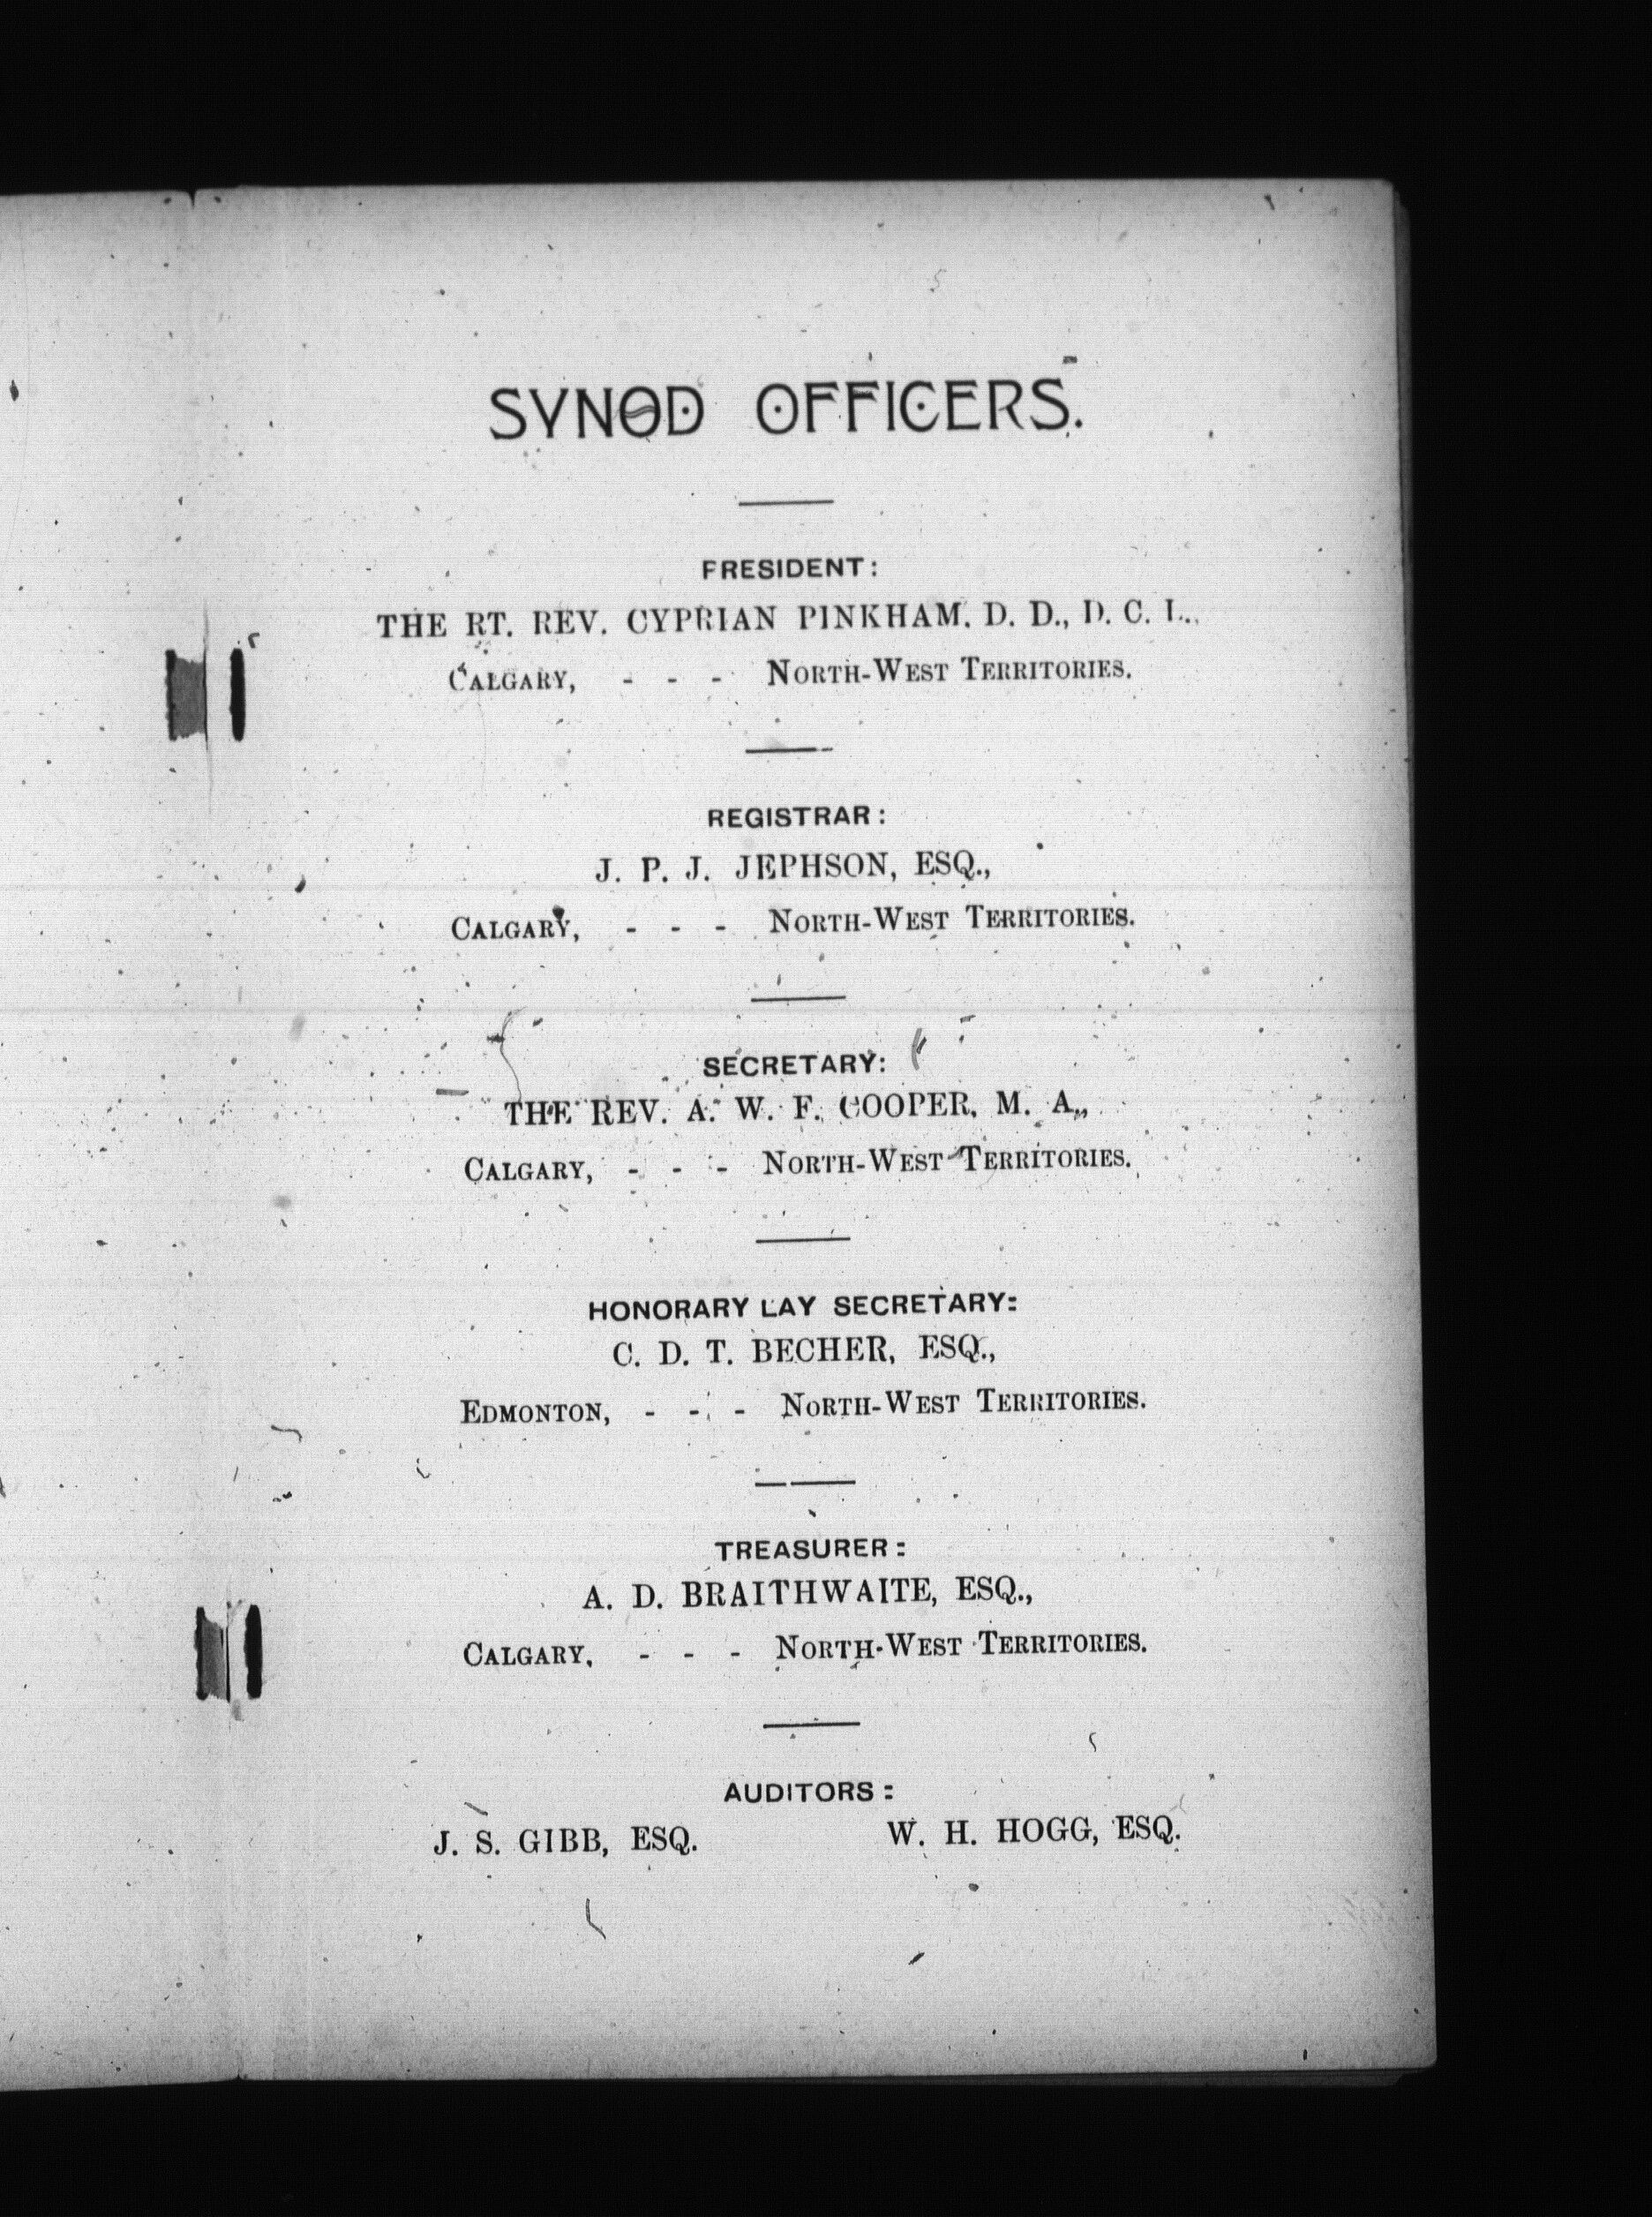 SYNOD OFFICERS.
PRESIDENT:
THE RT. REV. CYPRIAN PINKHAM. D. D., D. C. L.,
CALGARY, - - - NORTH-WEST TERRITORIES.
REGISTRAR:
J. P. J. JEPHSON, ESQ.,
CALGARY, - - - NORTH-WEST TERRITORIES.
SECRETARY:
THE REV. A. W. F. COOPER, M. A.,
CALGARY, - - - NORTH-WEST TERRITORIES.
HONORARY LAY SECRETARY:
C. D. T. BECHER, ESQ.,
EDMONTON, - - - NORTH-WEST TERRITORIES.
TREASURER:
A. D. BRAITHWAITE, ESQ.,
CALGARY, - - - NORTH-WEST TERRITORIES.
AUDITORS:
J. S. GIBB, ESQ. W. H. HOGG, ESQ.